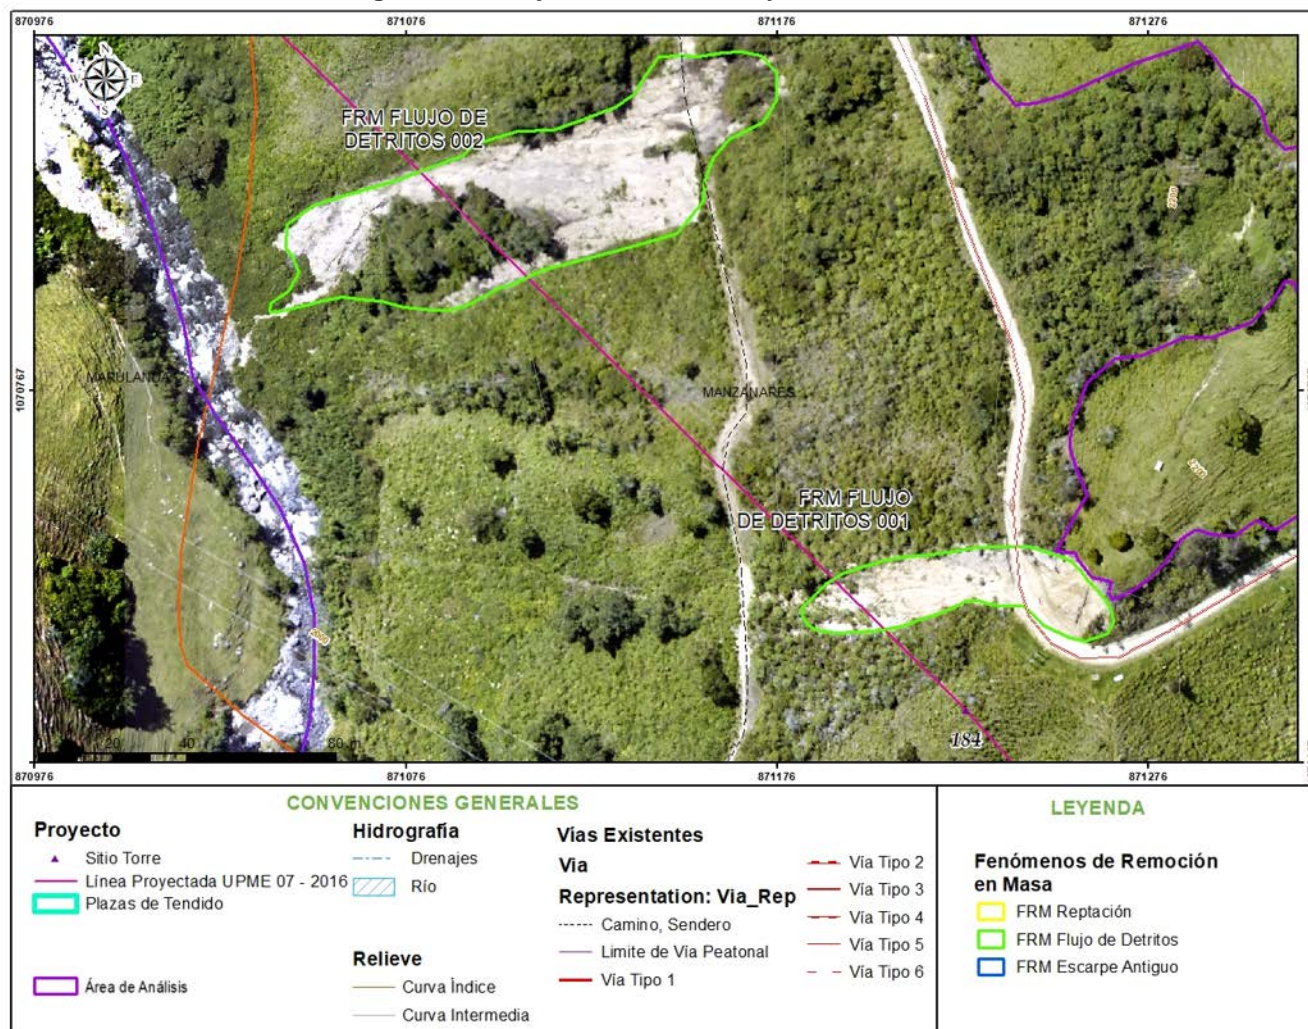 870976
871076
871176
871276
N
W
E
S
FRM FLUJO DE
DETRITOS 002
2200
1070767
MARULANDA
MANZANARES
FRM FLUJO
DE DETRITOS 001
184
20
40
80 m
870976
871076
871176
871276
CONVENCIONES GENERALES
Proyecto
Sitio Torre
Línea Proyectada UPME 07 - 2016
Plazas de Tendido
Área de Análisis
Hidrografía
Drenajes
Río
Relieve
Curva Índice
Curva Intermedia
Vías Existentes
Via
Representation: Via_Rep
Camino, Sendero
Limite de Vía Peatonal
Vía Tipo 1
Vía Tipo 2
Vía Tipo 3
Vía Tipo 4
Vía Tipo 5
Vía Tipo 6
LEYENDA
Fenómenos de Remoción
en Masa
FRM Reptación
FRM Flujo de Detritos
FRM Escarpe Antiguo